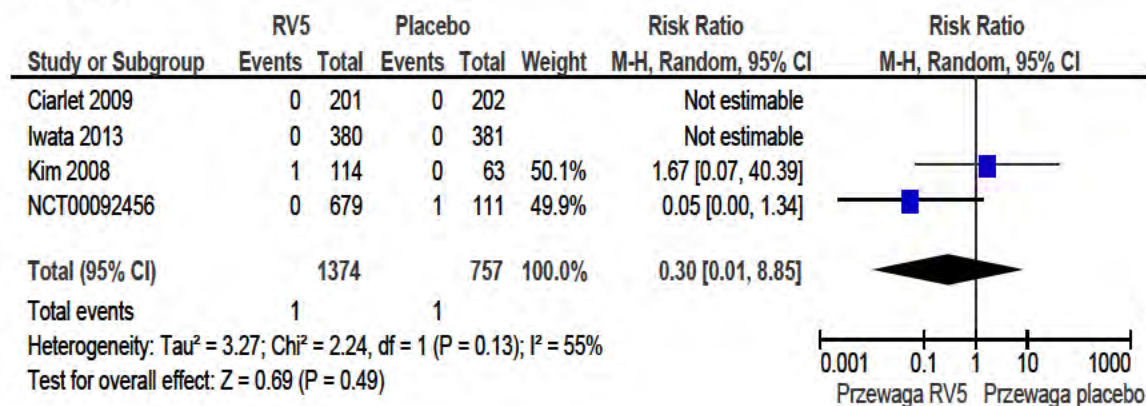 RV5 Placebo Risk Ratio Risk Ratio
Study or Subgroup Events Total Events Total Weight M-H, Random, 95% CI M-H, Random, 95% CI
Ciarlet 2009 0 201 0 202 Not estimable
Iwata 2013 0 380 0 381 Not estimable
Kim 2008 1 114 0 63 50.1% 1.67 [0.07, 40.39]
NCT00092456 0 679 1 111 49.9% 0.05 [0.00, 1.34]
Total (95% CI) 1374 757 100.0% 0.30 [0.01, 8.85]
Total events 1 1
Heterogeneity: Tau² = 3.27; Chi² = 2.24, df = 1 (P = 0.13); I² = 55%
Test for overall effect: Z = 0.69 (P = 0.49)
0.001 0.1 1 10 1000
Przewaga RV5 Przewaga placebo